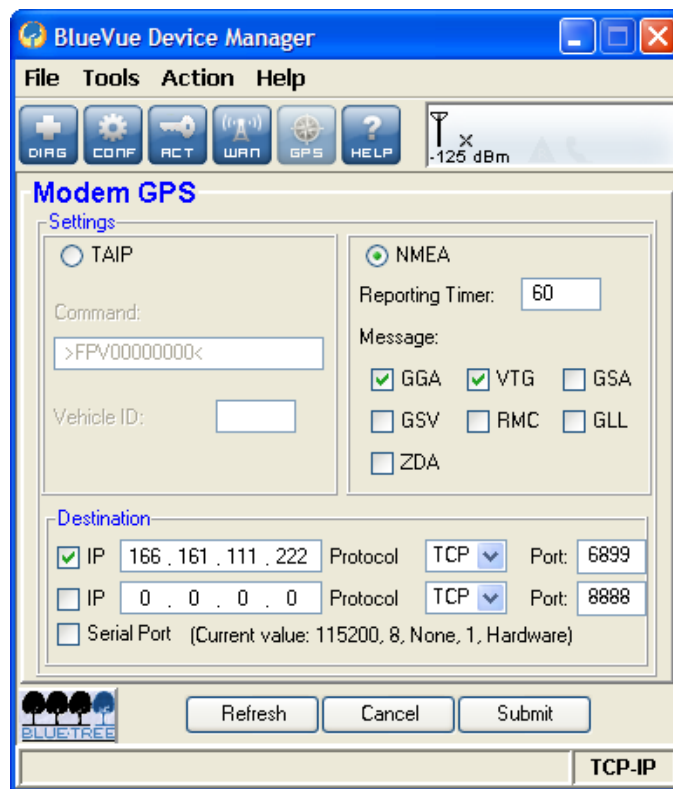 BlueVue Device Manager
File Tools Action Help
DIAG CONF ACT WAN GPS HELP
-125 dBm
Modem GPS
Settings
TAIP
Command:
>FPV00000000<
Vehicle ID:
NMEA
Reporting Timer: 60
Message:
GGA VTG GSA
GSV RMC GLL
ZDA
Destination
IP 166 . 161 . 111 . 222 Protocol TCP Port: 6899
IP 0 . 0 . 0 . 0 Protocol TCP Port: 8888
Serial Port (Current value: 115200, 8, None, 1, Hardware)
BLUE·TREE
Refresh Cancel Submit
TCP-IP